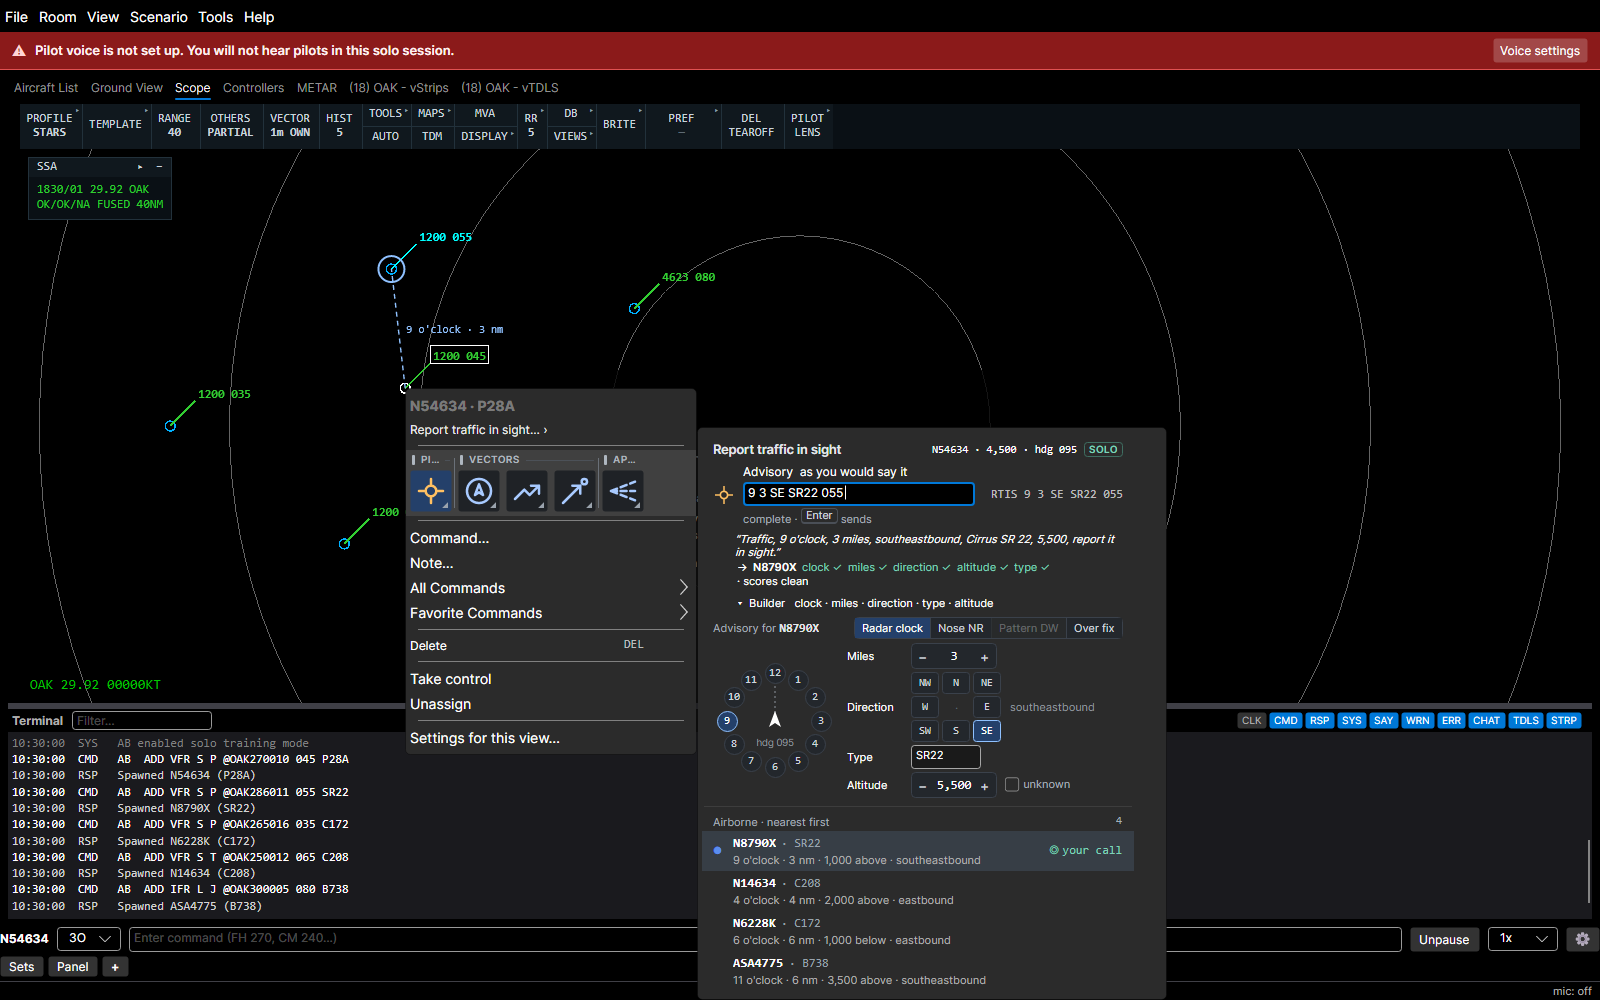 File Room View Scenario Tools Help
Pilot voice is not set up. You will not hear pilots in this solo session. Voice settings
Aircraft List Ground View Scope Controllers METAR (18) OAK - vStrips (18) OAK - vTDLS
PROFILE STARS
TEMPLATE
RANGE 40
OTHERS PARTIAL
VECTOR 1m OWN
HIST 5
TOOLS
AUTO
MAPS
TDM
MVA
DISPLAY
RR 5
DB
VIEWS
BRITE
PREF —
DEL TEAROFF
PILOT LENS
SSA
1830/01 29.92 OAK
OK/OK/NA FUSED 40NM
1200 055
4623 080
9 o'clock · 3 nm
1200 045
1200 035
1200
OAK 29.92 00000KT
N54634 · P28A
Report traffic in sight... ›
PI... VECTORS AP...
Command...
Note...
All Commands
Favorite Commands
Delete DEL
Take control
Unassign
Settings for this view...
Report traffic in sight N54634 · 4,500 · hdg 095 SOLO
Advisory as you would say it
9 3 SE SR22 055 RTIS 9 3 SE SR22 055
complete · Enter sends
"Traffic, 9 o'clock, 3 miles, southeastbound, Cirrus SR 22, 5,500, report it
in sight."
→ N8790X clock ✓ miles ✓ direction ✓ altitude ✓ type ✓
· scores clean
Builder clock · miles · direction · type · altitude
Advisory for N8790X Radar clock Nose NR Pattern DW Over fix
Miles − 3 +
12 1 2 3 4 5 6 7 8 9 10 11
hdg 095
NW N NE
Direction W · E southeastbound
SW S SE
Type SR22
Altitude − 5,500 + unknown
Airborne · nearest first 4
N8790X · SR22 your call
9 o'clock · 3 nm · 1,000 above · southeastbound
N14634 · C208
4 o'clock · 4 nm · 2,000 above · eastbound
N6228K · C172
6 o'clock · 6 nm · 1,000 below · eastbound
ASA4775 · B738
11 o'clock · 6 nm · 3,500 above · southeastbound
Terminal Filter... CLK CMD RSP SYS SAY WRN ERR CHAT TDLS STRP
10:30:00 SYS AB enabled solo training mode
10:30:00 CMD AB ADD VFR S P @OAK270010 045 P28A
10:30:00 RSP Spawned N54634 (P28A)
10:30:00 CMD AB ADD VFR S P @OAK286011 055 SR22
10:30:00 RSP Spawned N8790X (SR22)
10:30:00 CMD AB ADD VFR S P @OAK265016 035 C172
10:30:00 RSP Spawned N6228K (C172)
10:30:00 CMD AB ADD VFR S T @OAK250012 065 C208
10:30:00 RSP Spawned N14634 (C208)
10:30:00 CMD AB ADD IFR L J @OAK300005 080 B738
10:30:00 RSP Spawned ASA4775 (B738)
N54634 3O Enter command (FH 270, CM 240...) Unpause 1x
Sets Panel +
mic: off